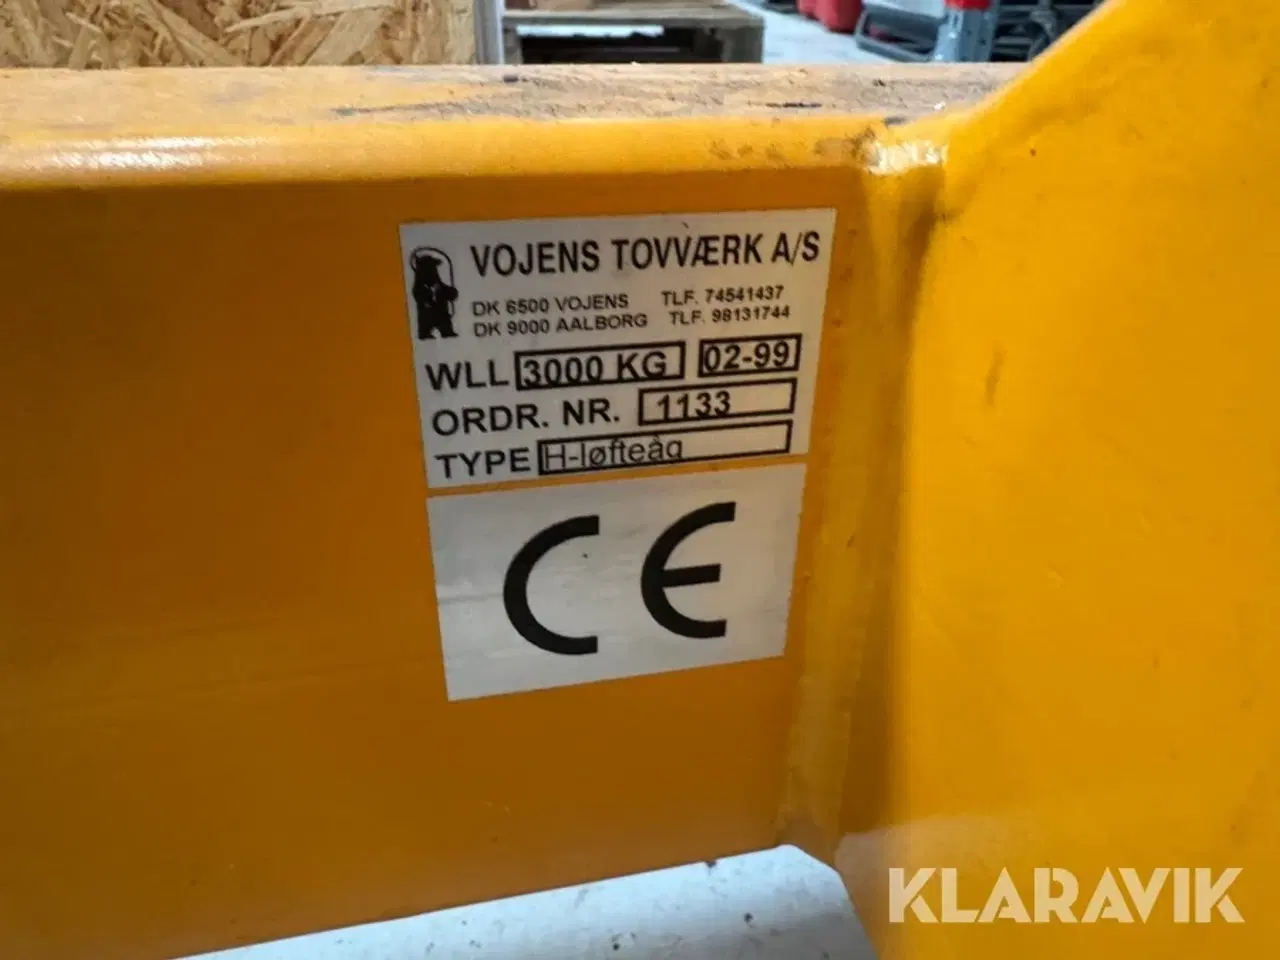 VOJENS TOVVÆRK A/S
DK 6500 VOJENS TLF. 74541437
DK 9000 AALBORG TLF. 98131744
WLL 3000 KG 02-99
ORDR. NR. 1133
TYPE H-løfteåg
CE
KLARAVIK